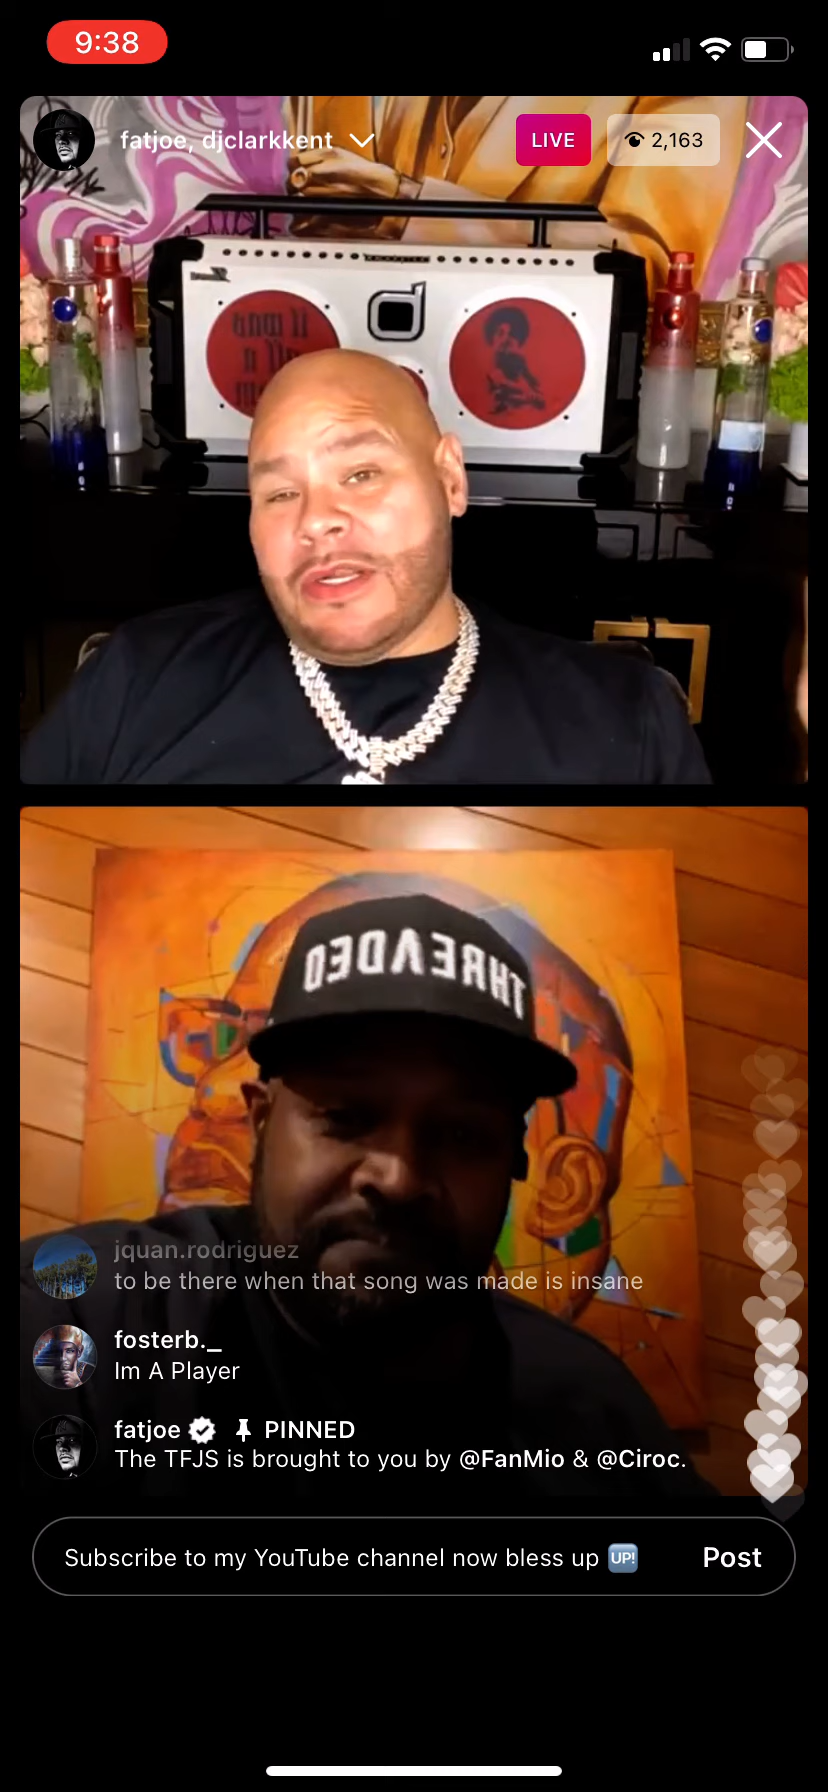 9:38
fatjoe, djclarkkent
LIVE
2,163
THREADED
jquan.rodriguez
to be there when that song was made is insane
fosterb._
Im A Player
fatjoe PINNED
The TFJS is brought to you by @FanMio & @Ciroc.
Subscribe to my YouTube channel now bless up UP!
Post